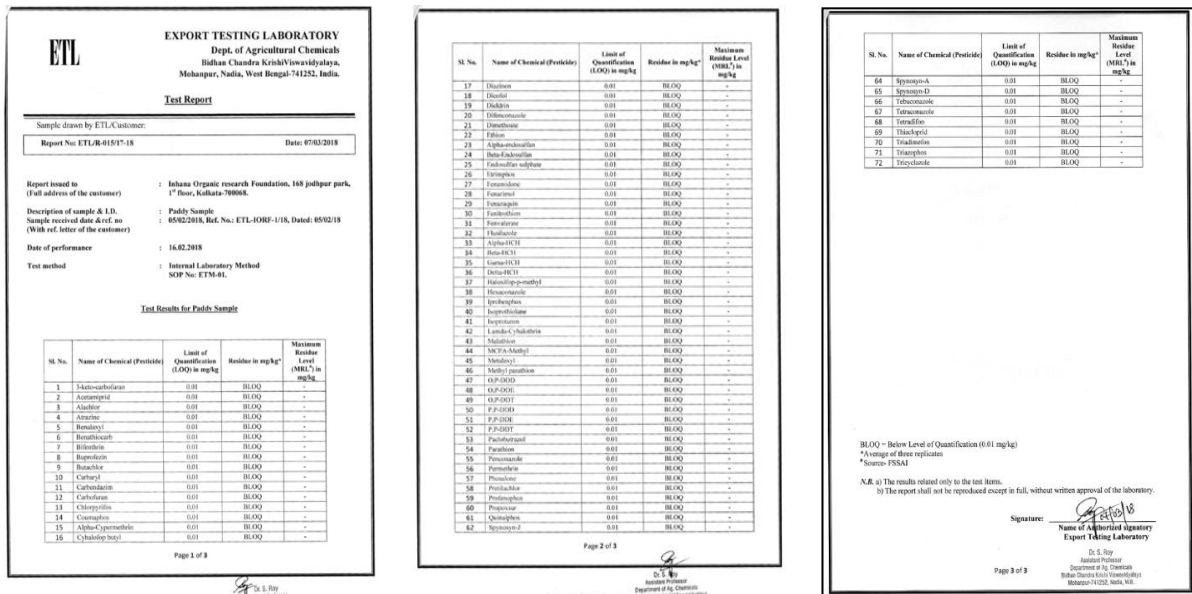 ETL
EXPORT TESTING LABORATORY
Dept. of Agricultural Chemicals
Bidhan Chandra KrishiViswavidyalaya,
Mohanpur, Nadia, West Bengal-741252, India.
Test Report
Sample drawn by ETL/Customer:
Report No: ETL/R-015/17-18 Date: 07/03/2018
Report issued to : Inhana Organic research Foundation, 168 jodhpur park,
(Full address of the customer) 1st floor, Kolkata-700068.
Description of sample & I.D. : Paddy Sample
Sample received date & ref. no : 05/02/2018, Ref. No.: ETL-IORF-1/18, Dated: 05/02/18
(With ref. letter of the customer)
Date of performance : 16.02.2018
Test method : Internal Laboratory Method
SOP No: ETM-01.
Test Results for Paddy Sample
Sl. No. Name of Chemical (Pesticide) Limit of Quantification (LOQ) in mg/kg Residue in mg/kg* Maximum Residue Level (MRL#) in mg/kg
1 3-keto-carbofuran 0.01 BLOQ -
2 Acetamiprid 0.01 BLOQ -
3 Alachlor 0.01 BLOQ -
4 Atrazine 0.01 BLOQ -
5 Benalaxyl 0.01 BLOQ -
6 Benthiocarb 0.01 BLOQ -
7 Bifenthrin 0.01 BLOQ -
8 Buprofezin 0.01 BLOQ -
9 Butachlor 0.01 BLOQ -
10 Carbaryl 0.01 BLOQ -
11 Carbendazim 0.01 BLOQ -
12 Carbofuran 0.01 BLOQ -
13 Chlorpyrifos 0.01 BLOQ -
14 Coumaphos 0.01 BLOQ -
15 Alpha-Cypermethrin 0.01 BLOQ -
16 Cyhalofop butyl 0.01 BLOQ -
Page 1 of 3
Dr. S. Roy
Sl. No. Name of Chemical (Pesticide) Limit of Quantification (LOQ) in mg/kg Residue in mg/kg* Maximum Residue Level (MRL#) in mg/kg
17 Diazinon 0.01 BLOQ -
18 Dicofol 0.01 BLOQ -
19 Dieldrin 0.01 BLOQ -
20 Difenconazole 0.01 BLOQ -
21 Dimethoate 0.01 BLOQ -
22 Ethion 0.01 BLOQ -
23 Alpha-endosulfan 0.01 BLOQ -
24 Beta-Endosulfan 0.01 BLOQ -
25 Endosulfan sulphate 0.01 BLOQ -
26 Etrimphos 0.01 BLOQ -
27 Fenamidone 0.01 BLOQ -
28 Fenarimol 0.01 BLOQ -
29 Fenazaquin 0.01 BLOQ -
30 Fenitrothion 0.01 BLOQ -
31 Fenvalerate 0.01 BLOQ -
32 Flusilazole 0.01 BLOQ -
33 Alpha-HCH 0.01 BLOQ -
34 Beta-HCH 0.01 BLOQ -
35 Gama-HCH 0.01 BLOQ -
36 Delta-HCH 0.01 BLOQ -
37 Haloxifop-p-methyl 0.01 BLOQ -
38 Hexaconazole 0.01 BLOQ -
39 Iprobenphos 0.01 BLOQ -
40 Isoprothiolane 0.01 BLOQ -
41 Isoproturon 0.01 BLOQ -
42 Lamda-Cyhalothrin 0.01 BLOQ -
43 Malathion 0.01 BLOQ -
44 MCPA-Methyl 0.01 BLOQ -
45 Metalaxyl 0.01 BLOQ -
46 Methyl parathion 0.01 BLOQ -
47 O,P-DDD 0.01 BLOQ -
48 O,P-DDE 0.01 BLOQ -
49 O,P-DDT 0.01 BLOQ -
50 P,P-DDD 0.01 BLOQ -
51 P,P-DDE 0.01 BLOQ -
52 P,P-DDT 0.01 BLOQ -
53 Paclobutrazol 0.01 BLOQ -
54 Parathion 0.01 BLOQ -
55 Penconazole 0.01 BLOQ -
56 Permethrin 0.01 BLOQ -
57 Phosalone 0.01 BLOQ -
58 Pretilachlor 0.01 BLOQ -
59 Profenophos 0.01 BLOQ -
60 Propoxur 0.01 BLOQ -
61 Quinalphos 0.01 BLOQ -
62 Spynosyn-J 0.01 BLOQ -
Page 2 of 3
Dr. S. Roy
Assistant Professor
Department of Ag. Chemicals
Sl. No. Name of Chemical (Pesticide) Limit of Quantification (LOQ) in mg/kg Residue in mg/kg* Maximum Residue Level (MRL#) in mg/kg
64 Spynosyn-A 0.01 BLOQ -
65 Spynosyn-D 0.01 BLOQ -
66 Tebuconazole 0.01 BLOQ -
67 Tetraconazole 0.01 BLOQ -
68 Tetradifon 0.01 BLOQ -
69 Thiacloprid 0.01 BLOQ -
70 Triadimefon 0.01 BLOQ -
71 Triazophos 0.01 BLOQ -
72 Tricyclazole 0.01 BLOQ -
BLOQ = Below Level of Quantification (0.01 mg/kg)
*Average of three replicates
#Source- FSSAI
N.B. a) The results related only to the test items.
b) The report shall not be reproduced except in full, without written approval of the laboratory.
Signature:
Name of Authorized signatory
Export Testing Laboratory
Dr. S. Roy
Assistant Professor
Department of Ag. Chemicals
Bidhan Chandra Krishi Viswavidyalaya
Mohanpur-741252, Nadia, W.B.
Page 3 of 3